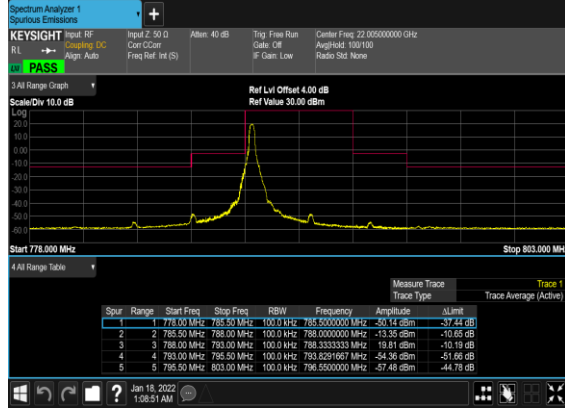 Spectrum Analyzer 1
Spurious Emissions
KEYSIGHT Input: RF Input Z: 50 Ω Atten: 40 dB Trig: Free Run Center Freq: 22.005000000 GHz
RL Coupling: DC Corr CCorr Gate: Off Avg|Hold: 100/100
Align: Auto Freq Ref: Int (S) IF Gain: Low Radio Std: None
PASS
3 All Range Graph
Ref Lvl Offset 4.00 dB
Scale/Div 10.0 dB Ref Value 30.00 dBm
Log
20.0
10.0
0.00
-10.0
-20.0
-30.0
-40.0
-50.0
-60.0
Start 778.000 MHz Stop 803.000 MH
4 All Range Table
Measure Trace Trace 1
Trace Type Trace Average (Active)
Spur Range Start Freq Stop Freq RBW Frequency Amplitude ΔLimit
1 1 778.00 MHz 785.50 MHz 100.0 kHz 785.5000000 MHz -50.14 dBm -37.44 dB
2 2 785.50 MHz 788.00 MHz 100.0 kHz 788.0000000 MHz -13.35 dBm -10.65 dB
3 3 788.00 MHz 793.00 MHz 100.0 kHz 788.3333333 MHz 19.81 dBm -10.19 dB
4 4 793.00 MHz 795.50 MHz 100.0 kHz 793.8291667 MHz -54.36 dBm -51.66 dB
5 5 795.50 MHz 803.00 MHz 100.0 kHz 796.5500000 MHz -57.48 dBm -44.78 dB
Jan 18, 2022
1:08:51 AM